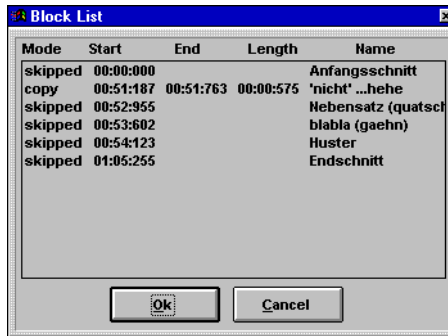 Block List
Mode Start End Length Name
skipped 00:00:000 Anfangsschnitt
copy 00:51:187 00:51:763 00:00:575 'nicht' ...hehe
skipped 00:52:955 Nebensatz (quatsch
skipped 00:53:602 blabla (gaehn)
skipped 00:54:123 Huster
skipped 01:05:255 Endschnitt
Ok Cancel